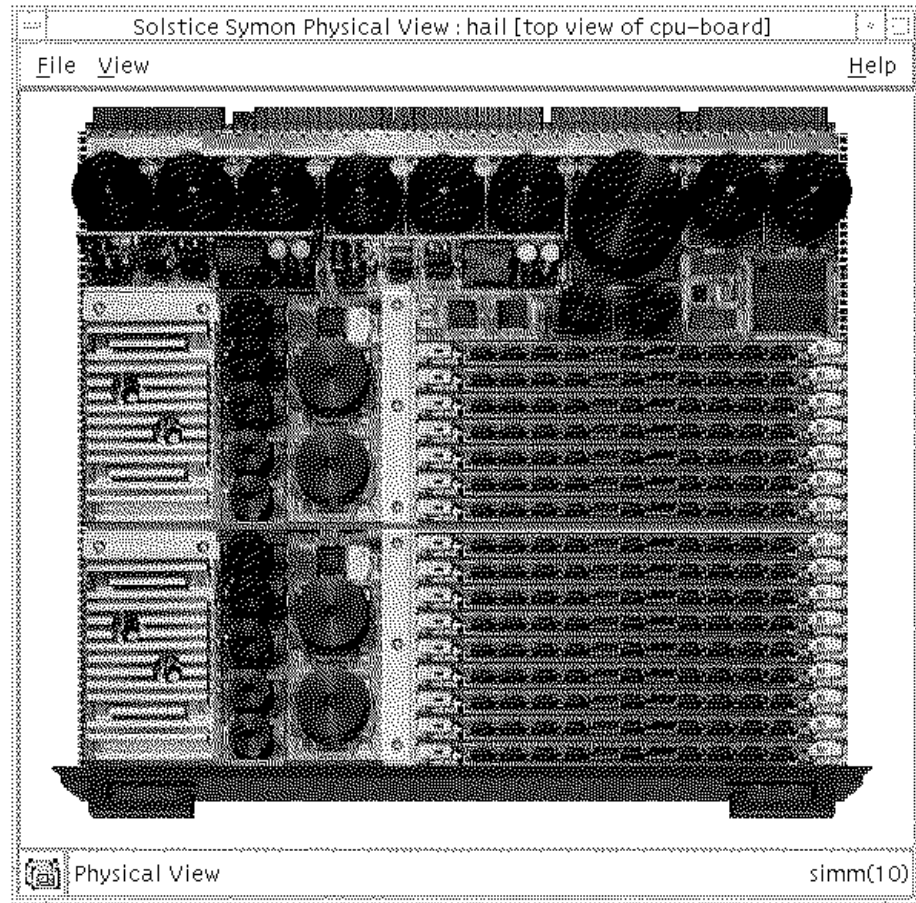 Solstice Symon Physical View : hail [top view of cpu-board]
File View Help
Physical View simm(10)